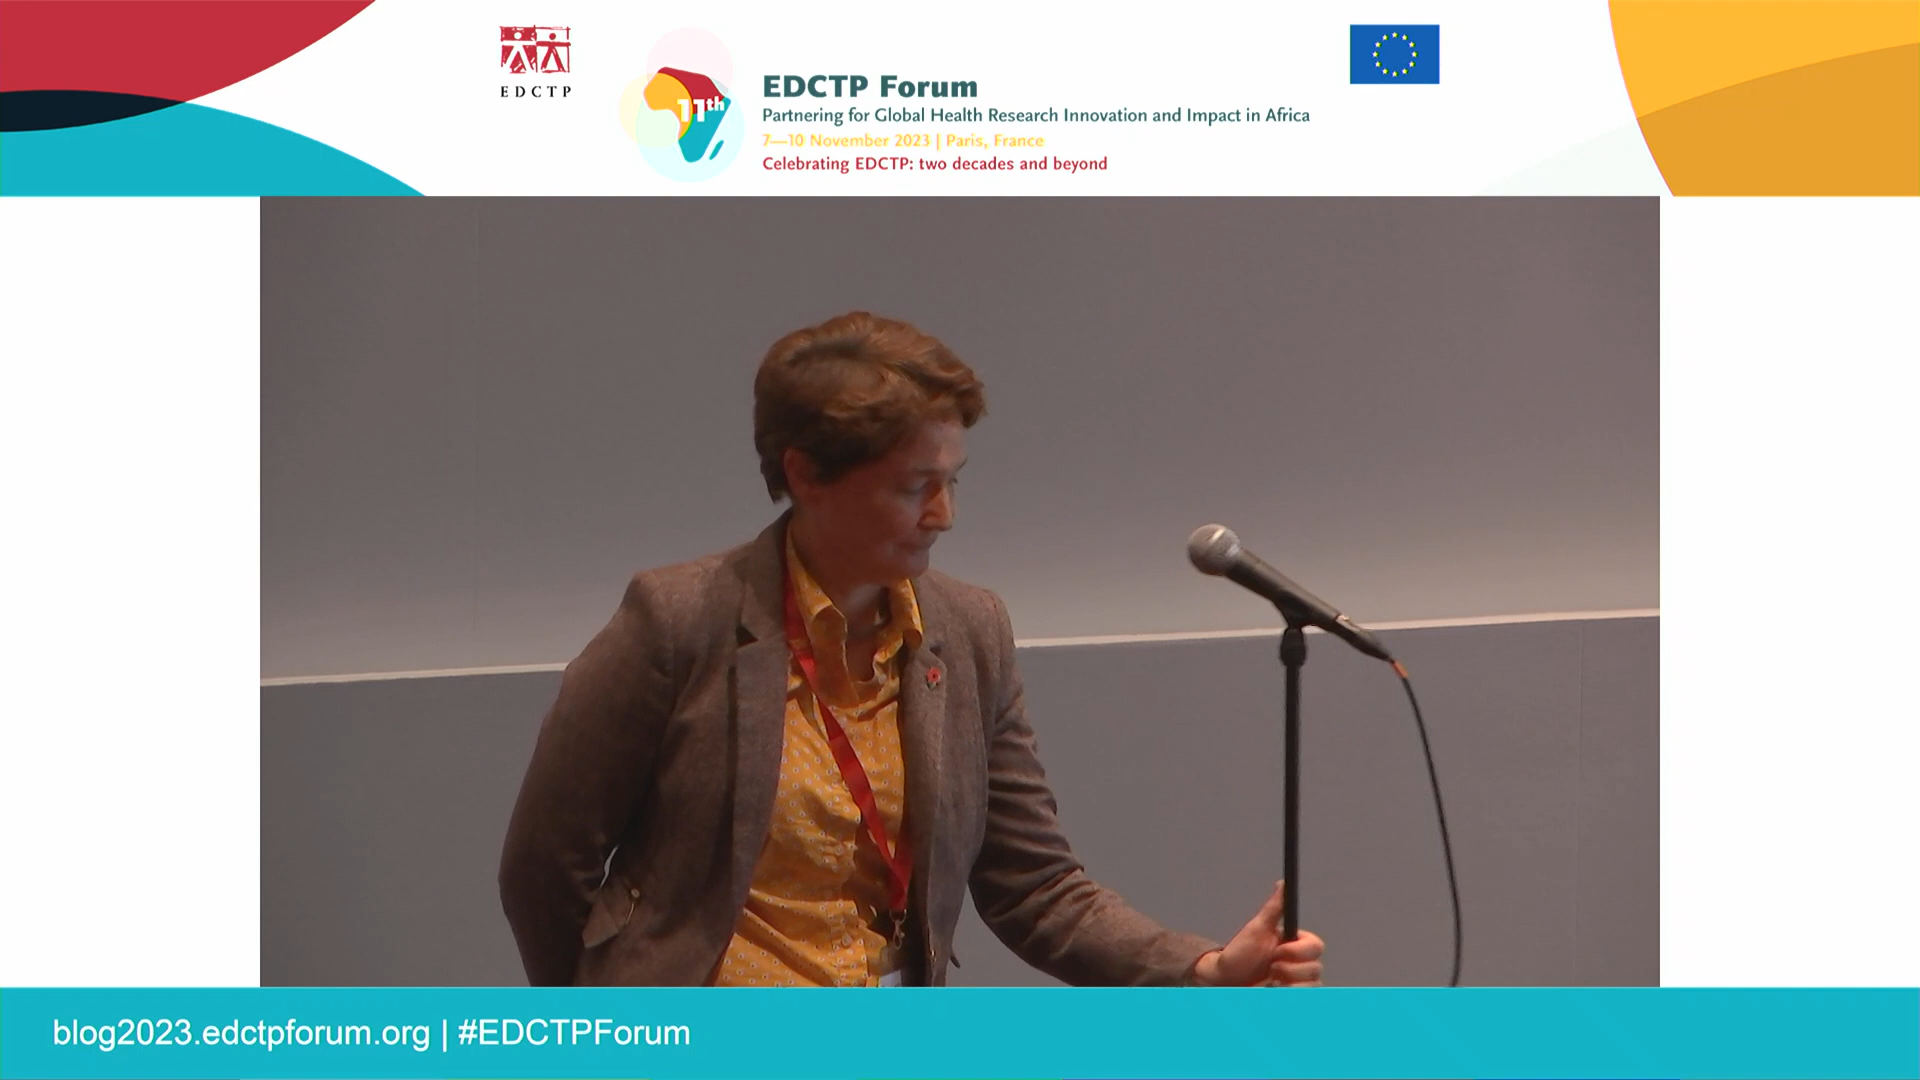 EDCTP
11th
EDCTP Forum
Partnering for Global Health Research Innovation and Impact in Africa
7—10 November 2023 | Paris, France
Celebrating EDCTP: two decades and beyond
blog2023.edctpforum.org | #EDCTPForum